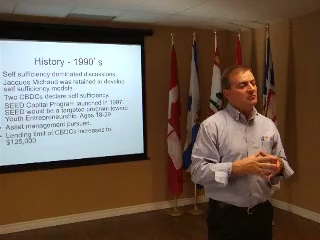 History - 1990`s
Self sufficiency dominated discussions.
Jacques Michaud was retained to develop
self sufficiency models.
Two CBDCs declare self sufficiency.
SEED Capital Program launched in 1997.
SEED would be a targeted program toward
Youth Entrepreneurship. Ages 18-29.
Asset management pursued.
Lending limit of CBDCs increased to
$125,000